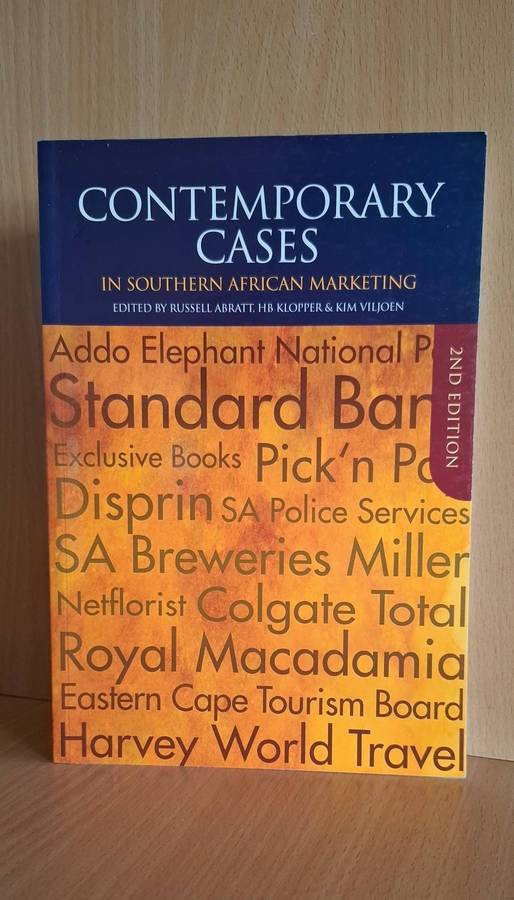 CONTEMPORARY
CASES
IN SOUTHERN AFRICAN MARKETING
EDITED BY RUSSELL ABRATT, HB KLOPPER & KIM VILJOEN
Addo Elephant National P
Standard Ban
2ND EDITION
Exclusive Books Pick'n Pa
Disprin SA Police Services
SA Breweries Miller
Netflorist Colgate Total
Royal Macadamia
Eastern Cape Tourism Board
Harvey World Travel